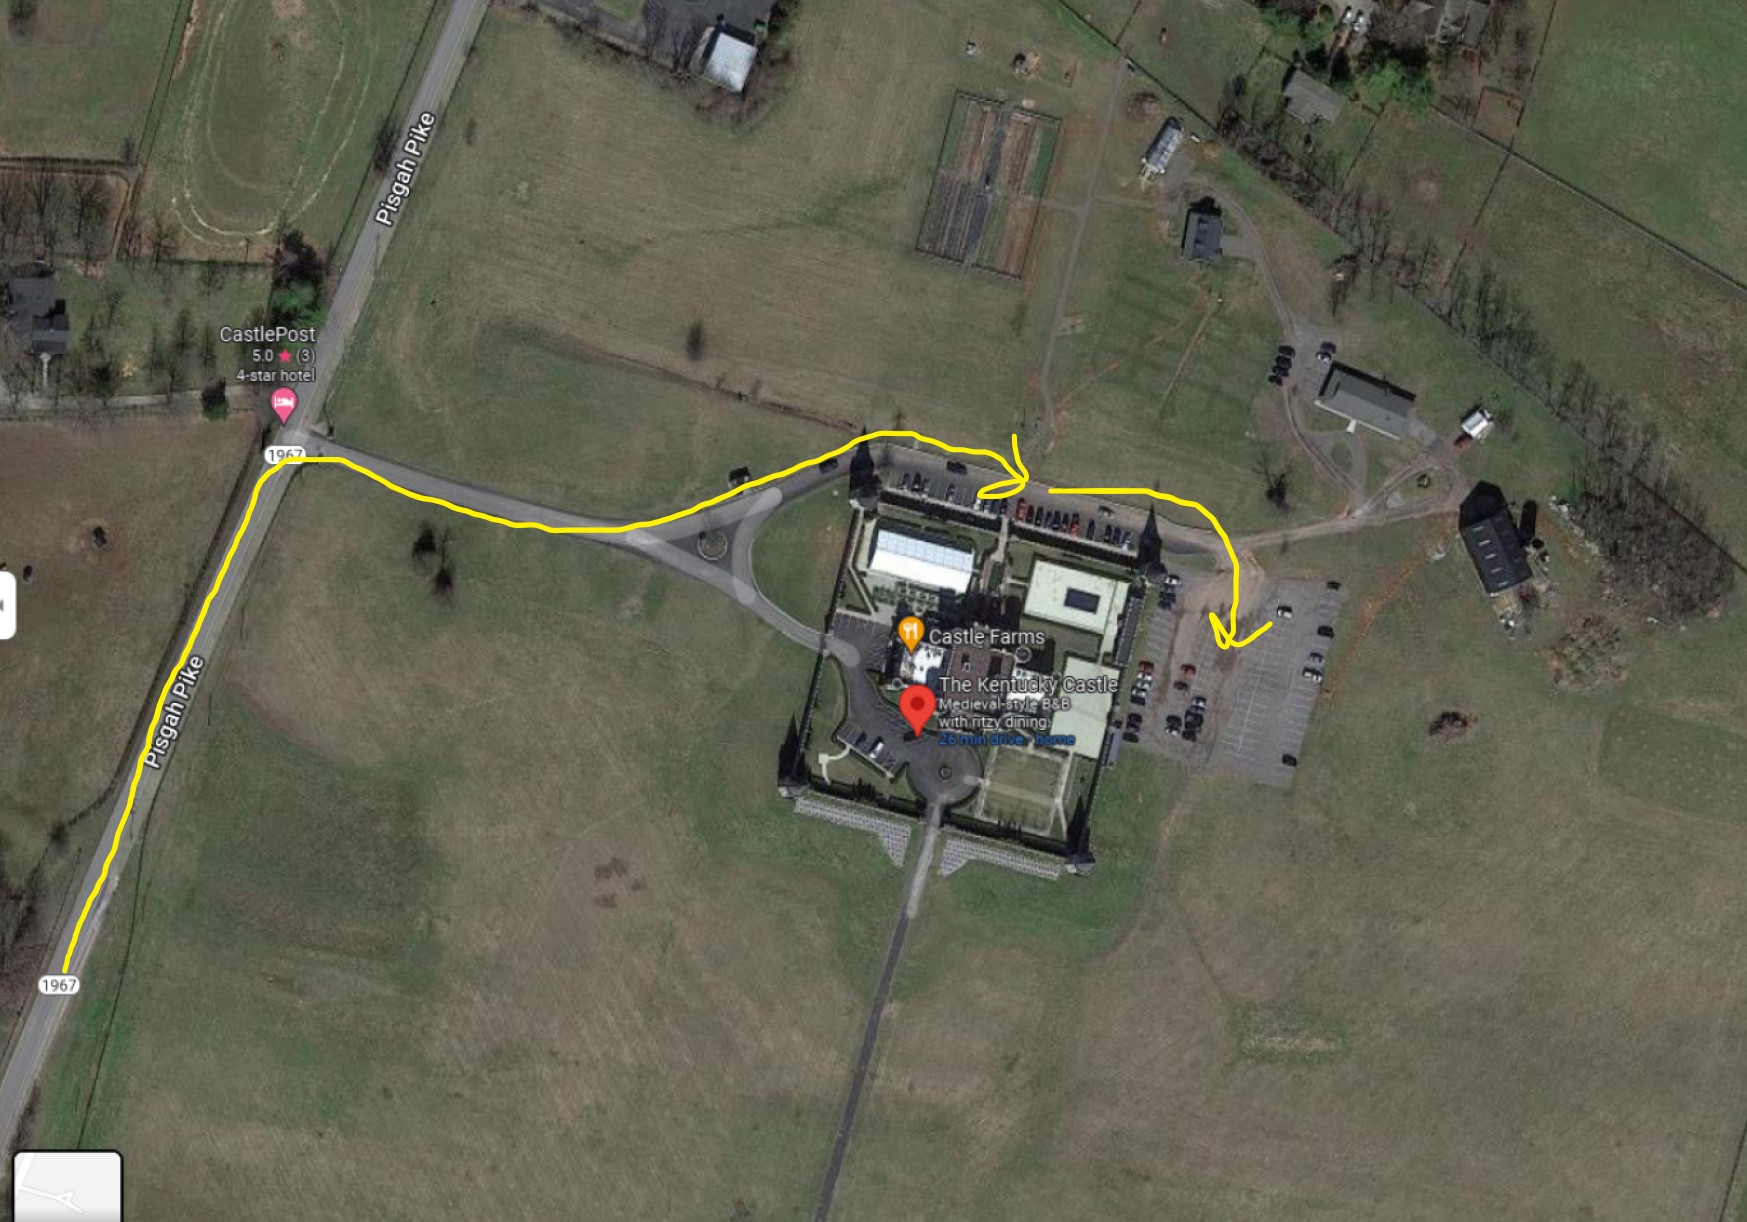 Pisgah Pike
CastlePost
5.0 ★ (3)
4-star hotel
1967
Castle Farms
The Kentucky Castle
Medieval-style B&B
with ritzy dining
26 min drive - home
Pisgah Pike
1967